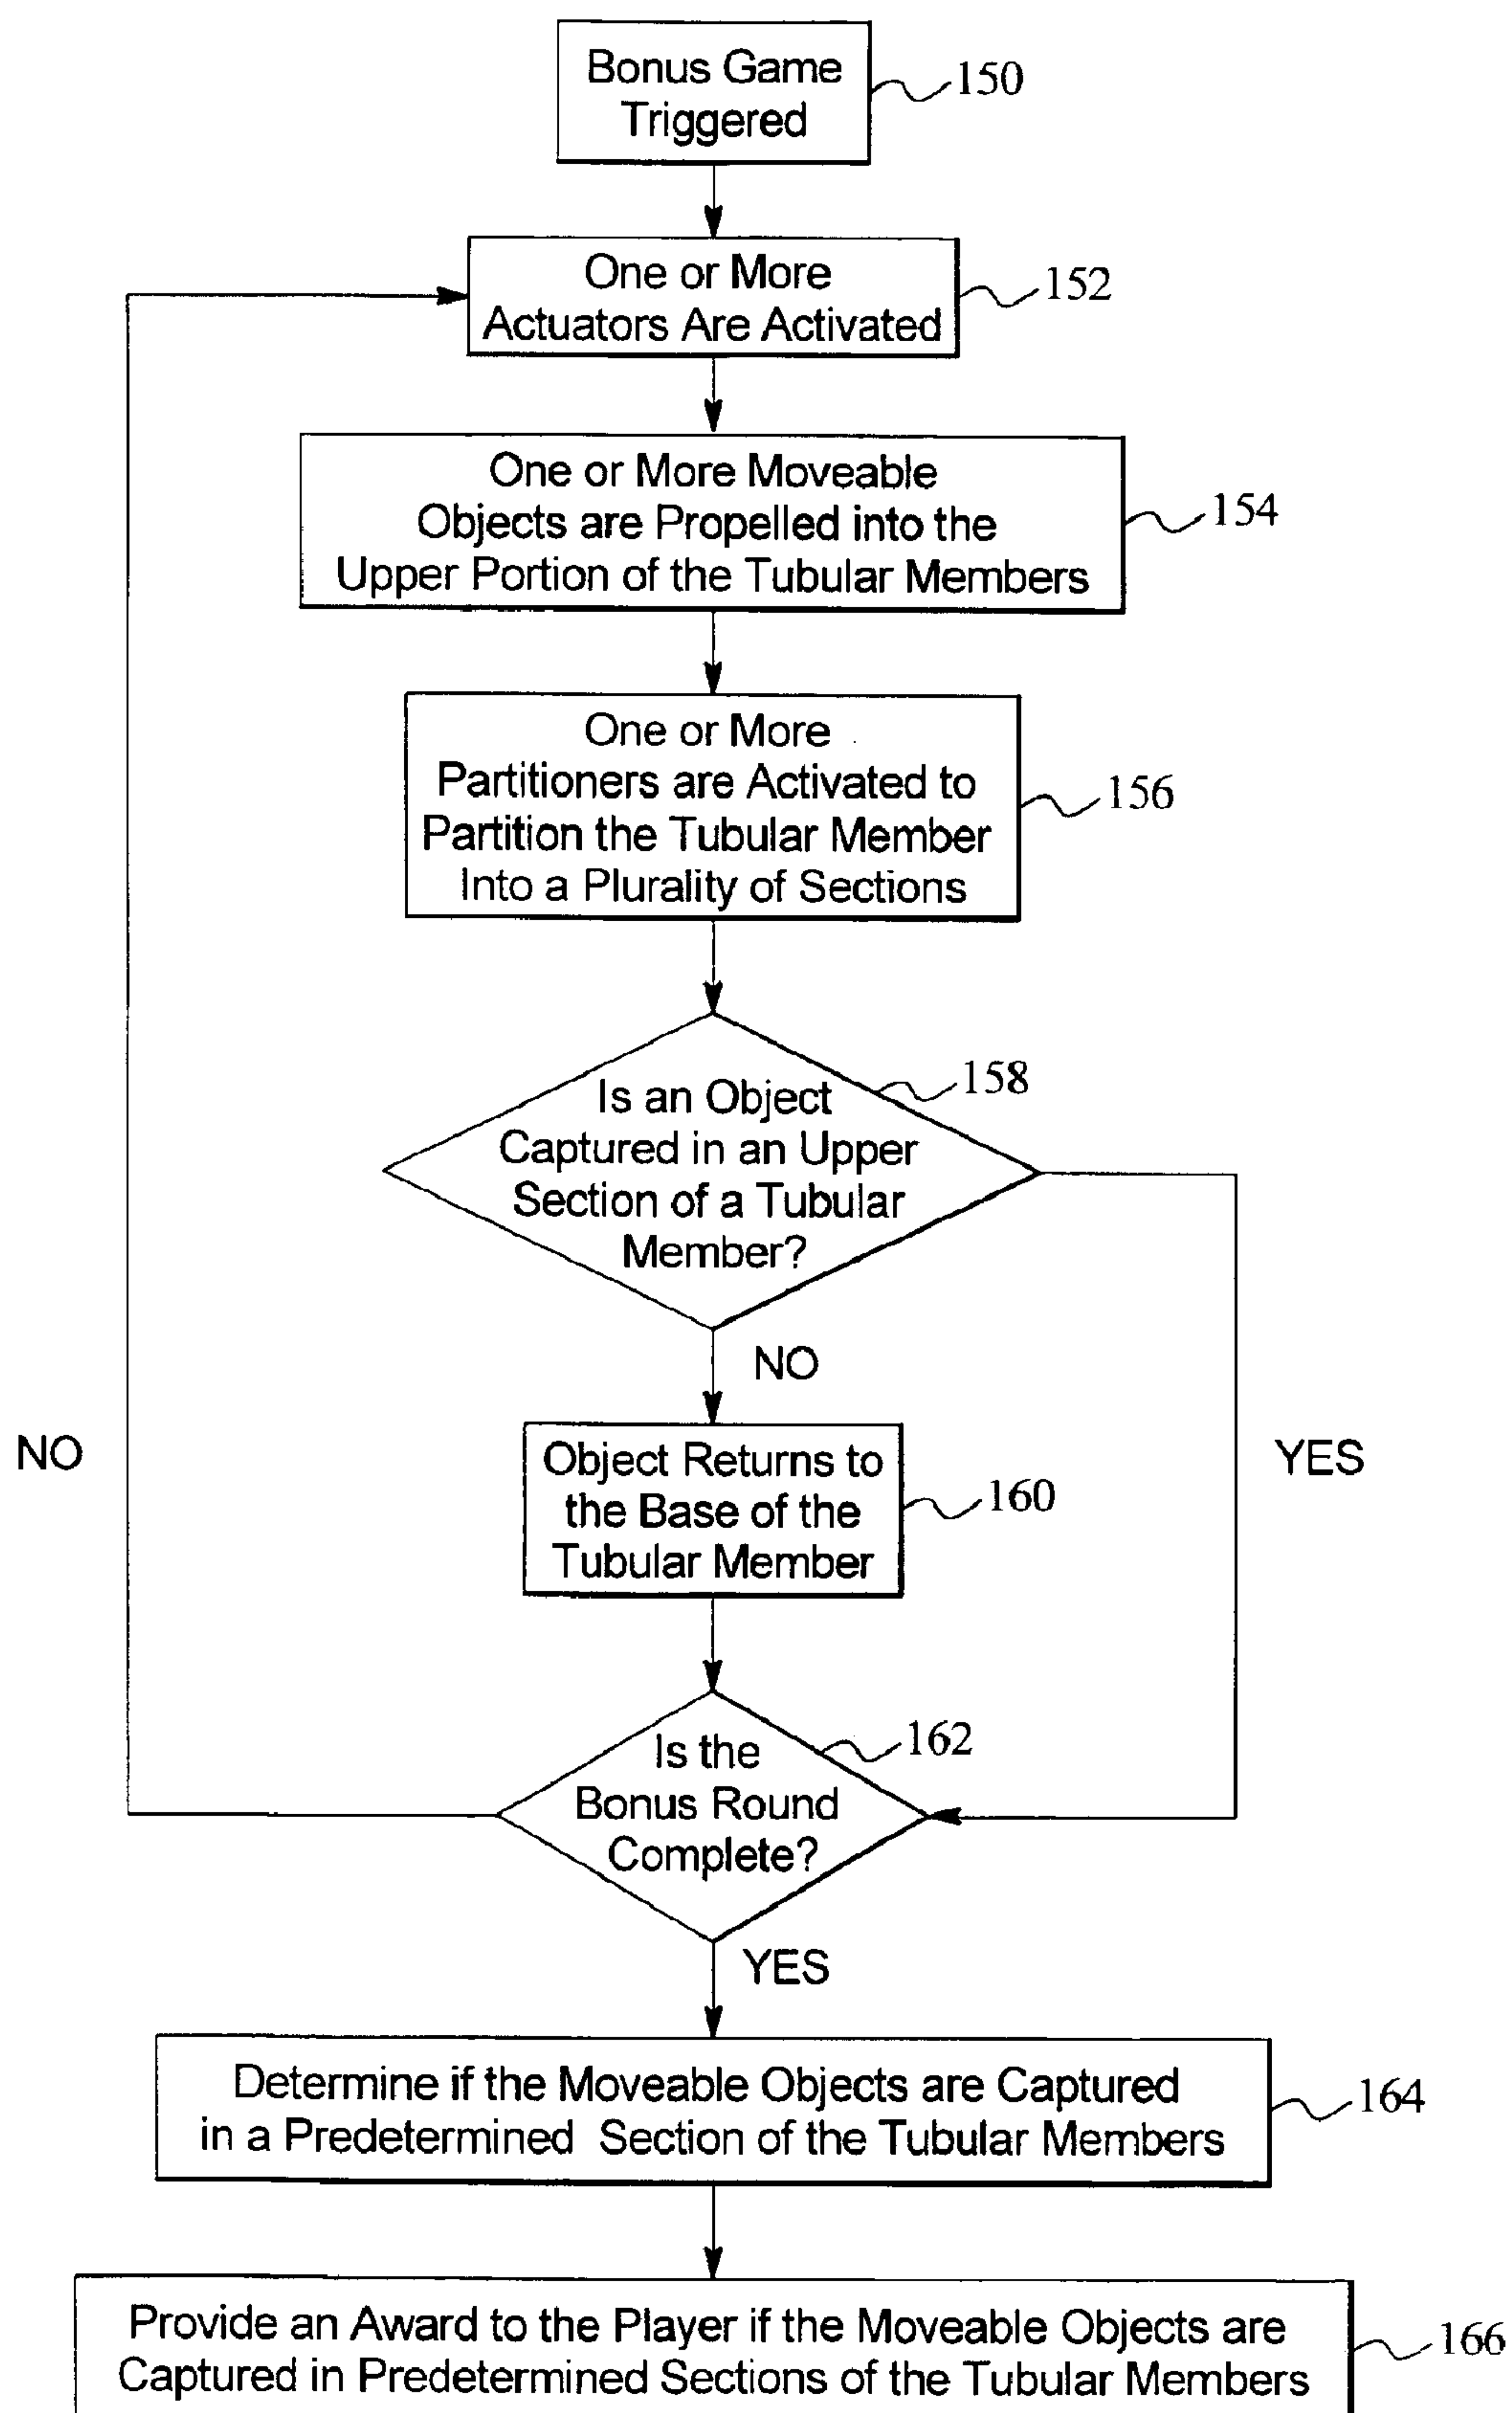 Bonus Game
Triggered
150
One or More
Actuators Are Activated
152
One or More Moveable
Objects are Propelled into the
Upper Portion of the Tubular Members
154
One or More
Partitioners are Activated to
Partition the Tubular Member
Into a Plurality of Sections
156
Is an Object
Captured in an Upper
Section of a Tubular
Member?
158
NO
YES
Object Returns to
the Base of the
Tubular Member
160
NO
Is the
Bonus Round
Complete?
162
YES
Determine if the Moveable Objects are Captured
in a Predetermined Section of the Tubular Members
164
Provide an Award to the Player if the Moveable Objects are
Captured in Predetermined Sections of the Tubular Members
166